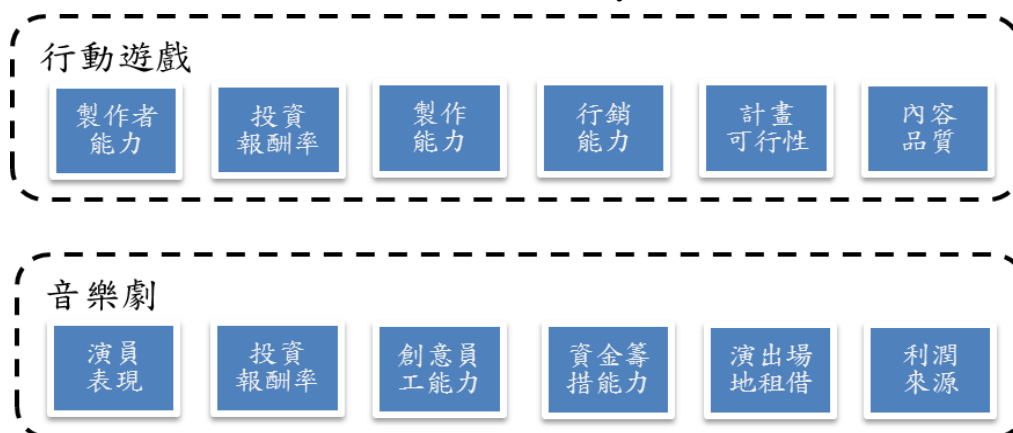 行動遊戲
製作者
能力
投資
報酬率
製作
能力
行銷
能力
計畫
可行性
內容
品質
音樂劇
演員
表現
投資
報酬率
創意員
工能力
資金籌
措能力
演出場
地租借
利潤
來源